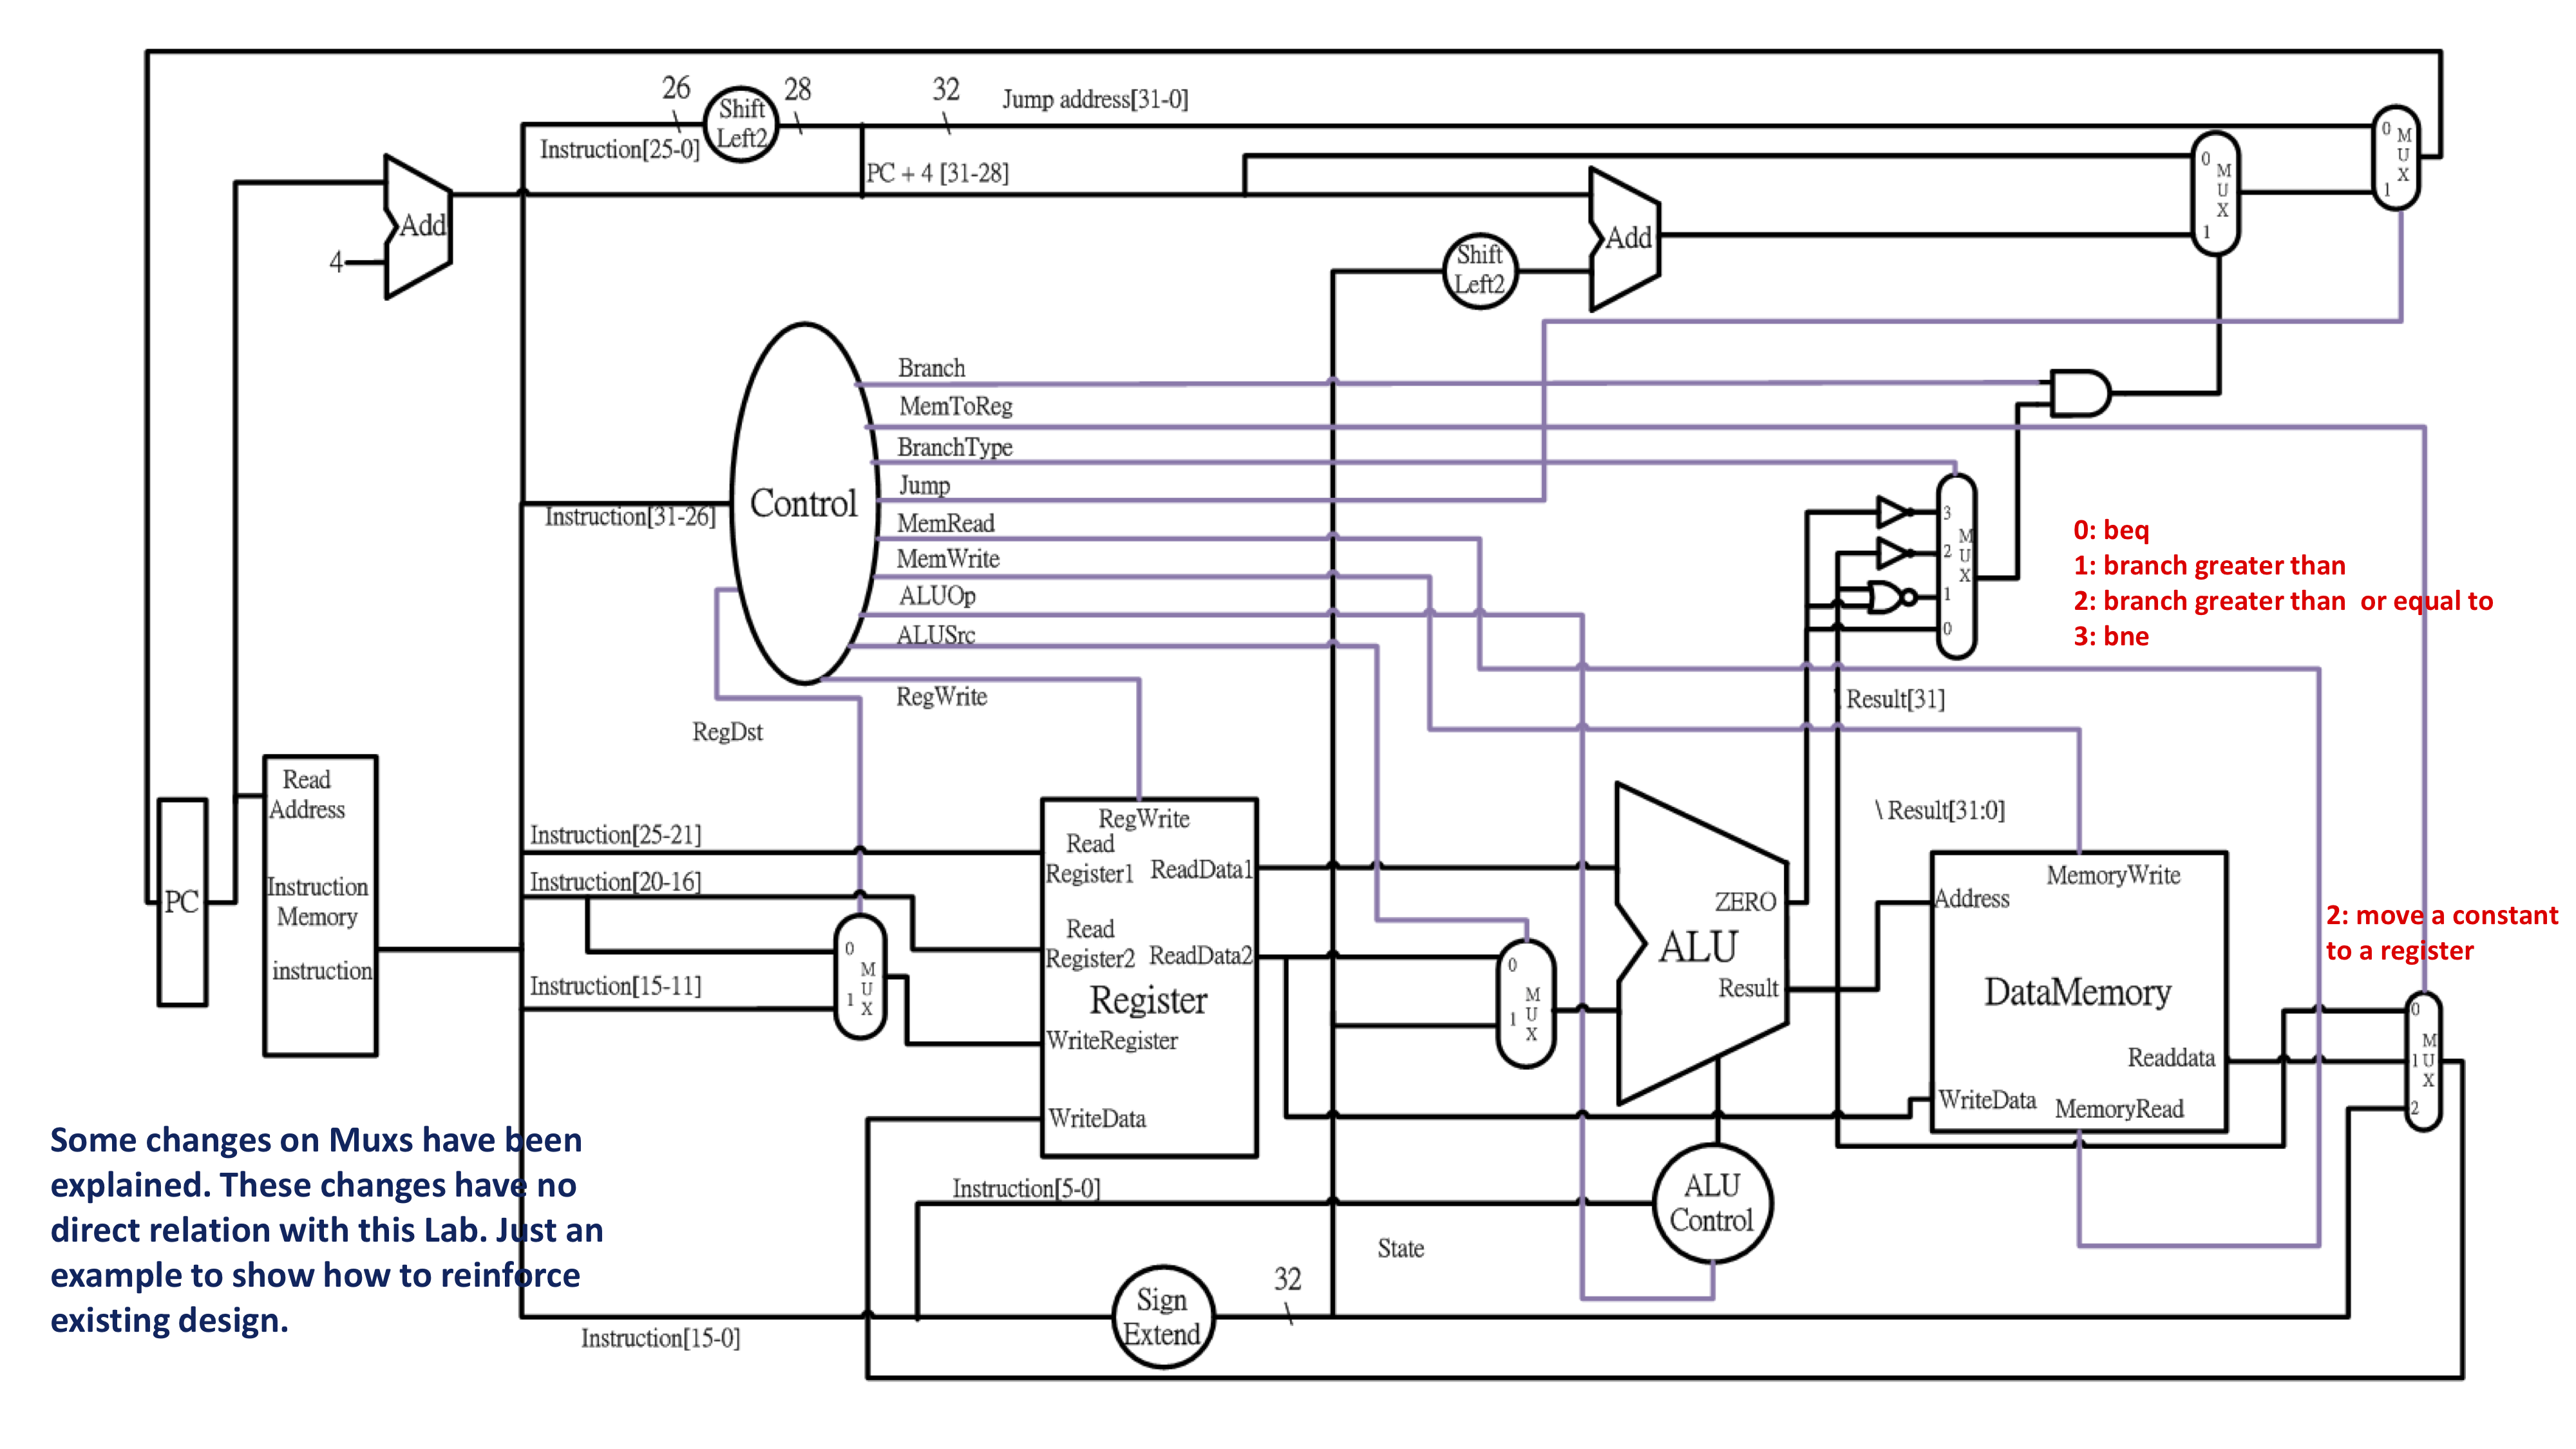 26
28
32
Jump address[31-0]
Shift
Left2
Instruction[25-0]
PC + 4 [31-28]
Add
4
0
1
M
U
X
0
1
M
U
X
Shift
Left2
Add
Branch
MemToReg
BranchType
Jump
MemRead
MemWrite
ALUOp
ALUSrc
RegWrite
RegDst
Control
Instruction[31-26]
3
2
1
0
M
U
X
0: beq
1: branch greater than
2: branch greater than or equal to
3: bne
\ Result[31]
\ Result[31:0]
PC
Read
Address
Instruction
Memory
instruction
Instruction[25-21]
Instruction[20-16]
Instruction[15-11]
0
1
M
U
X
RegWrite
Read
Register1
ReadData1
Read
Register2
ReadData2
Register
WriteRegister
WriteData
0
1
M
U
X
ZERO
ALU
Result
MemoryWrite
Address
DataMemory
Readdata
WriteData
MemoryRead
2: move a constant
to a register
0
1
2
M
U
X
Some changes on Muxs have been
explained. These changes have no
direct relation with this Lab. Just an
example to show how to reinforce
existing design.
Instruction[5-0]
ALU
Control
State
32
Sign
Extend
Instruction[15-0]